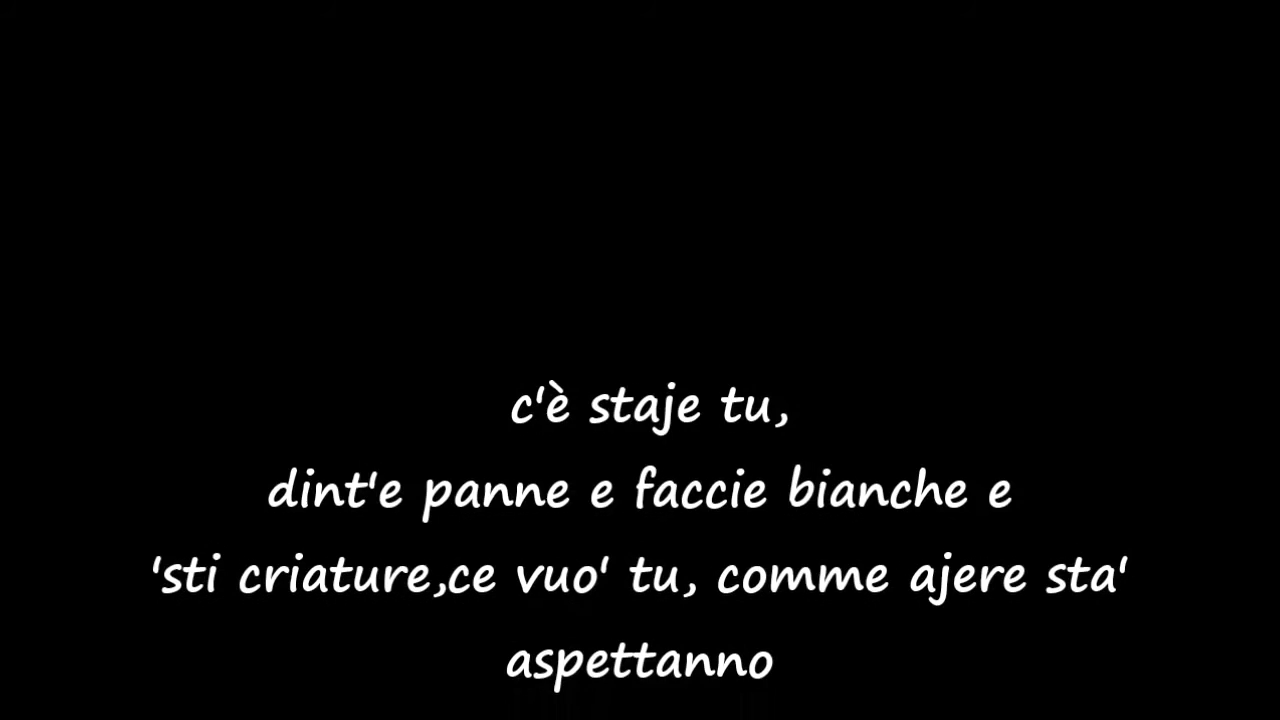 c'è staje tu,
dint'e panne e faccie bianche e
'sti criature,ce vuo' tu, comme ajere sta'
aspettanno